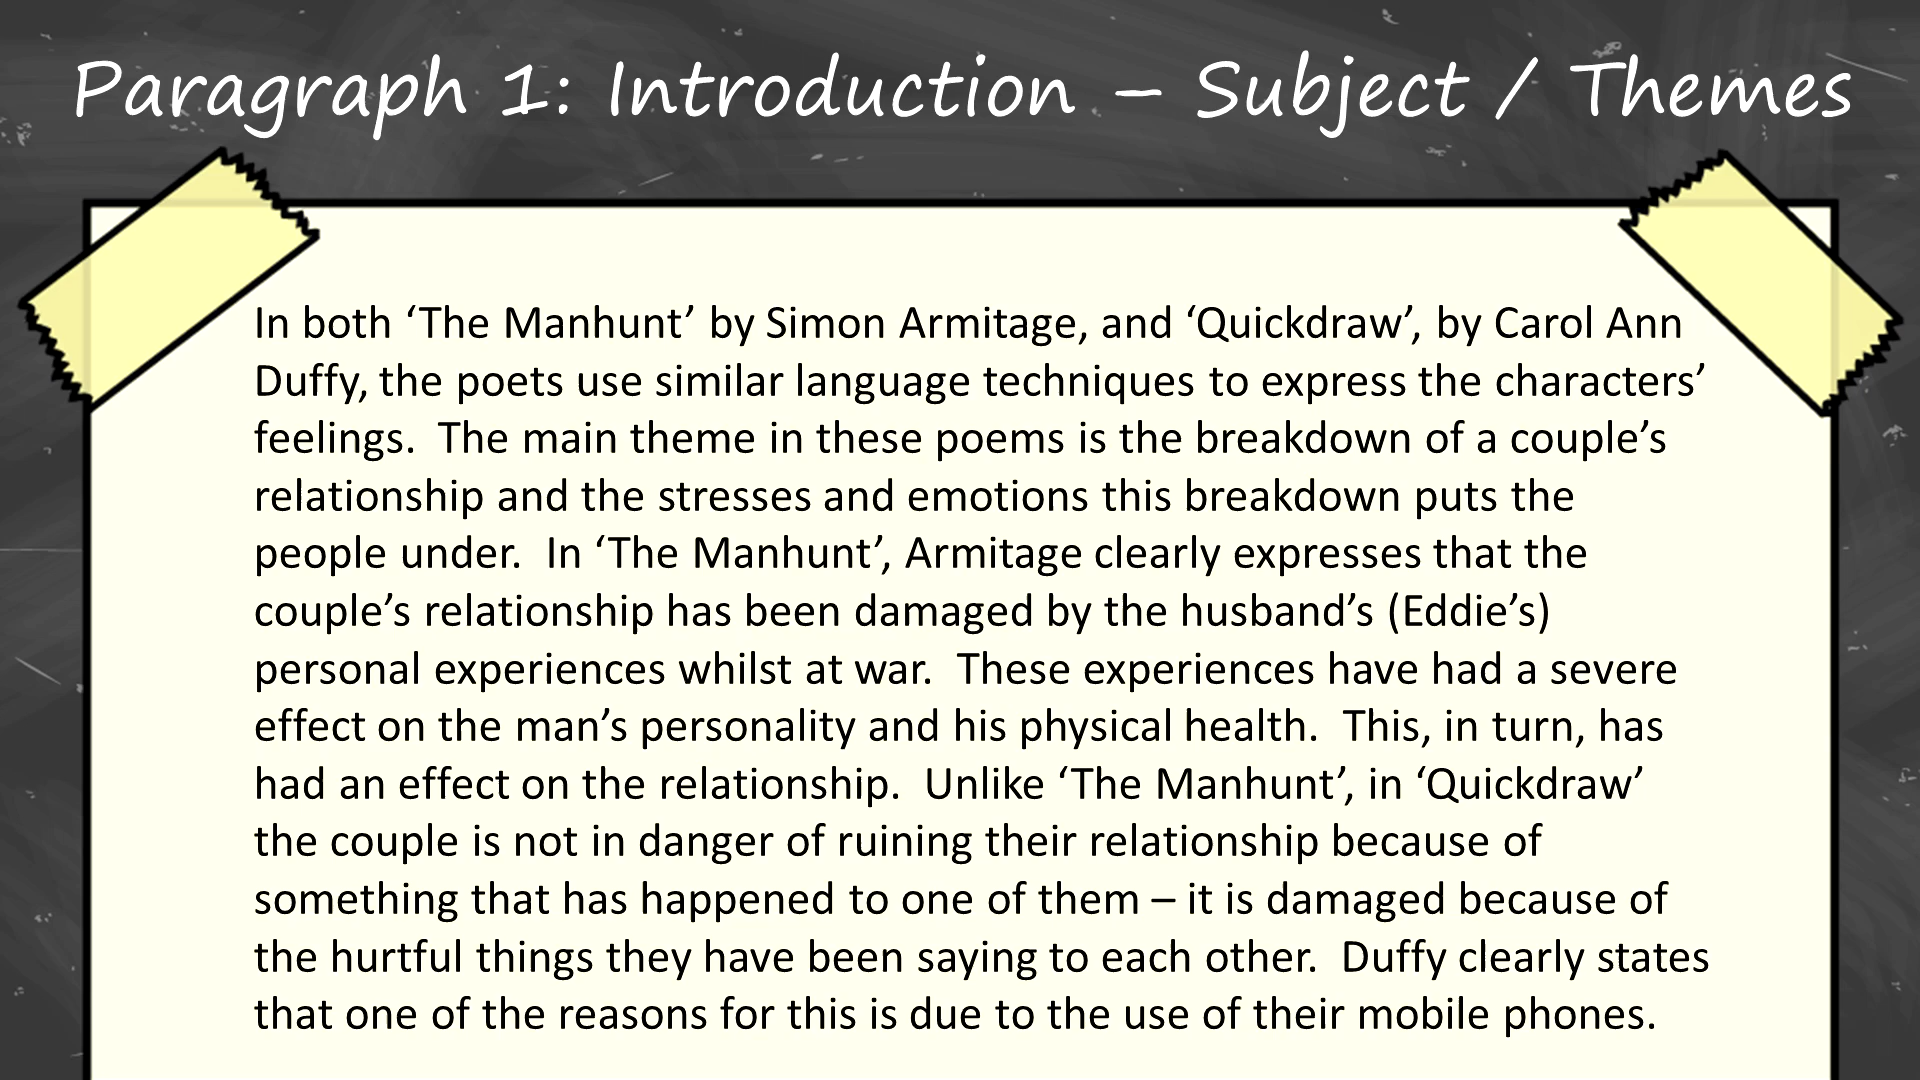 Paragraph 1: Introduction – Subject / Themes
In both ‘The Manhunt’ by Simon Armitage, and ‘Quickdraw’, by Carol Ann
Duffy, the poets use similar language techniques to express the characters’
feelings.  The main theme in these poems is the breakdown of a couple’s
relationship and the stresses and emotions this breakdown puts the
people under.  In ‘The Manhunt’, Armitage clearly expresses that the
couple’s relationship has been damaged by the husband’s (Eddie’s)
personal experiences whilst at war.  These experiences have had a severe
effect on the man’s personality and his physical health.  This, in turn, has
had an effect on the relationship.  Unlike ‘The Manhunt’, in ‘Quickdraw’
the couple is not in danger of ruining their relationship because of
something that has happened to one of them – it is damaged because of
the hurtful things they have been saying to each other.  Duffy clearly states
that one of the reasons for this is due to the use of their mobile phones.